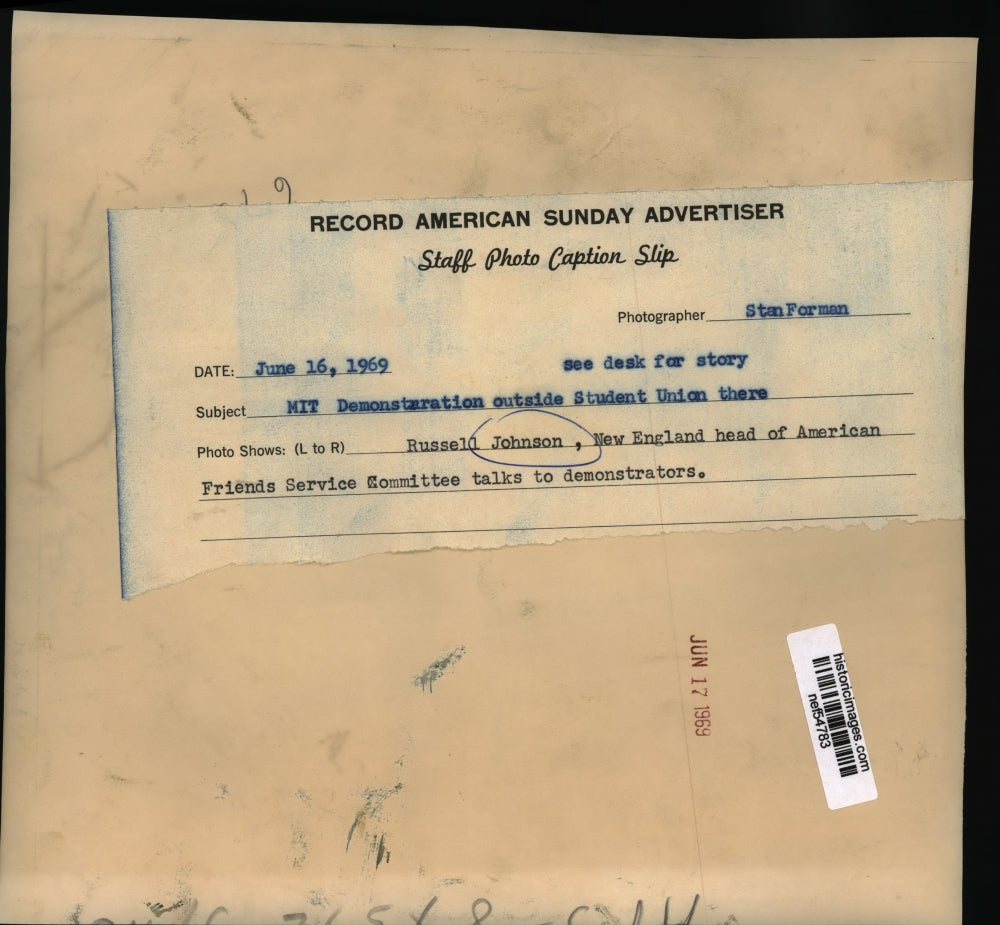 RECORD AMERICAN SUNDAY ADVERTISER
Staff Photo Caption Slip
Photographer Stan Forman
DATE: June 16, 1969 see desk for story
Subject MIT Demonstaration outside Student Union there
Photo Shows: (L to R) Russell Johnson , New England head of American
Friends Service Committee talks to demonstrators.
JUN 17 1969
historicimages.com
nef54783